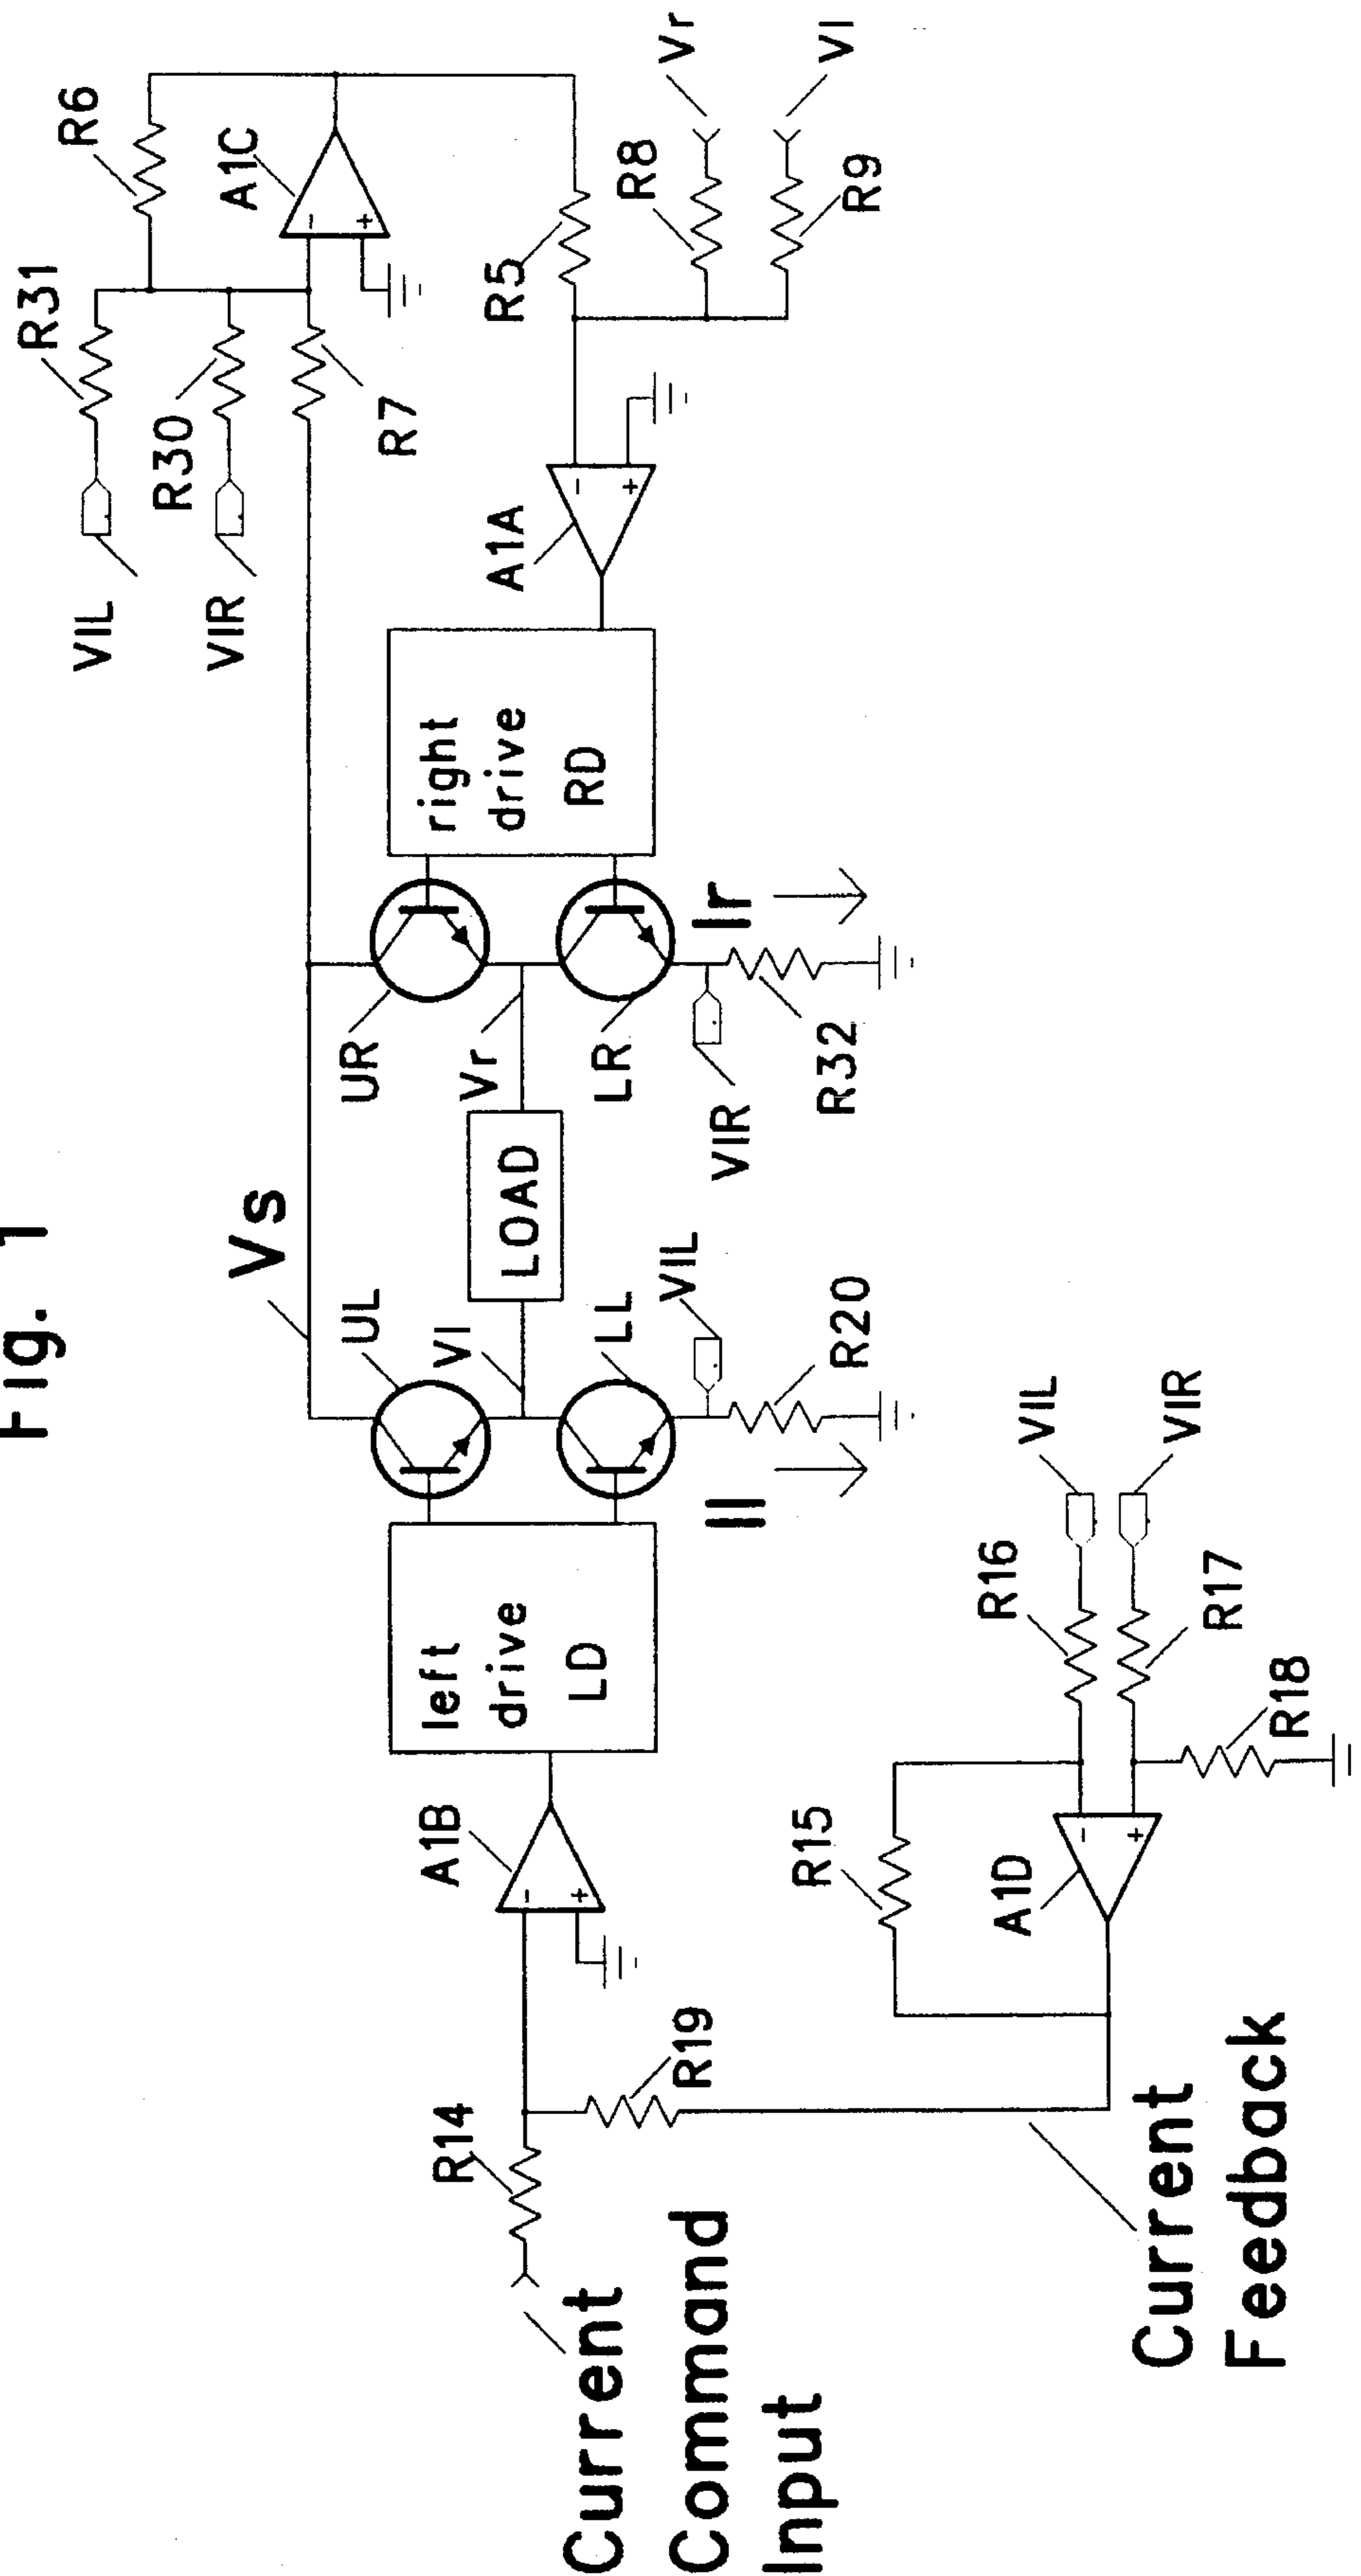 Fig. 1
Vs
VIL
R31
R6
R30
VIR
A1C
R7
UL
UR
left
drive
LD
right
drive
RD
A1B
-
+
Vl
LOAD
Vr
A1A
-
+
R5
R8
Vr
R9
Vl
-
+
LL
LR
VIL
VIR
Il
Ir
R20
R32
R14
Current
Command
Input
R19
R15
A1D
-
+
R16
VIL
R17
VIR
R18
Current
Feedback